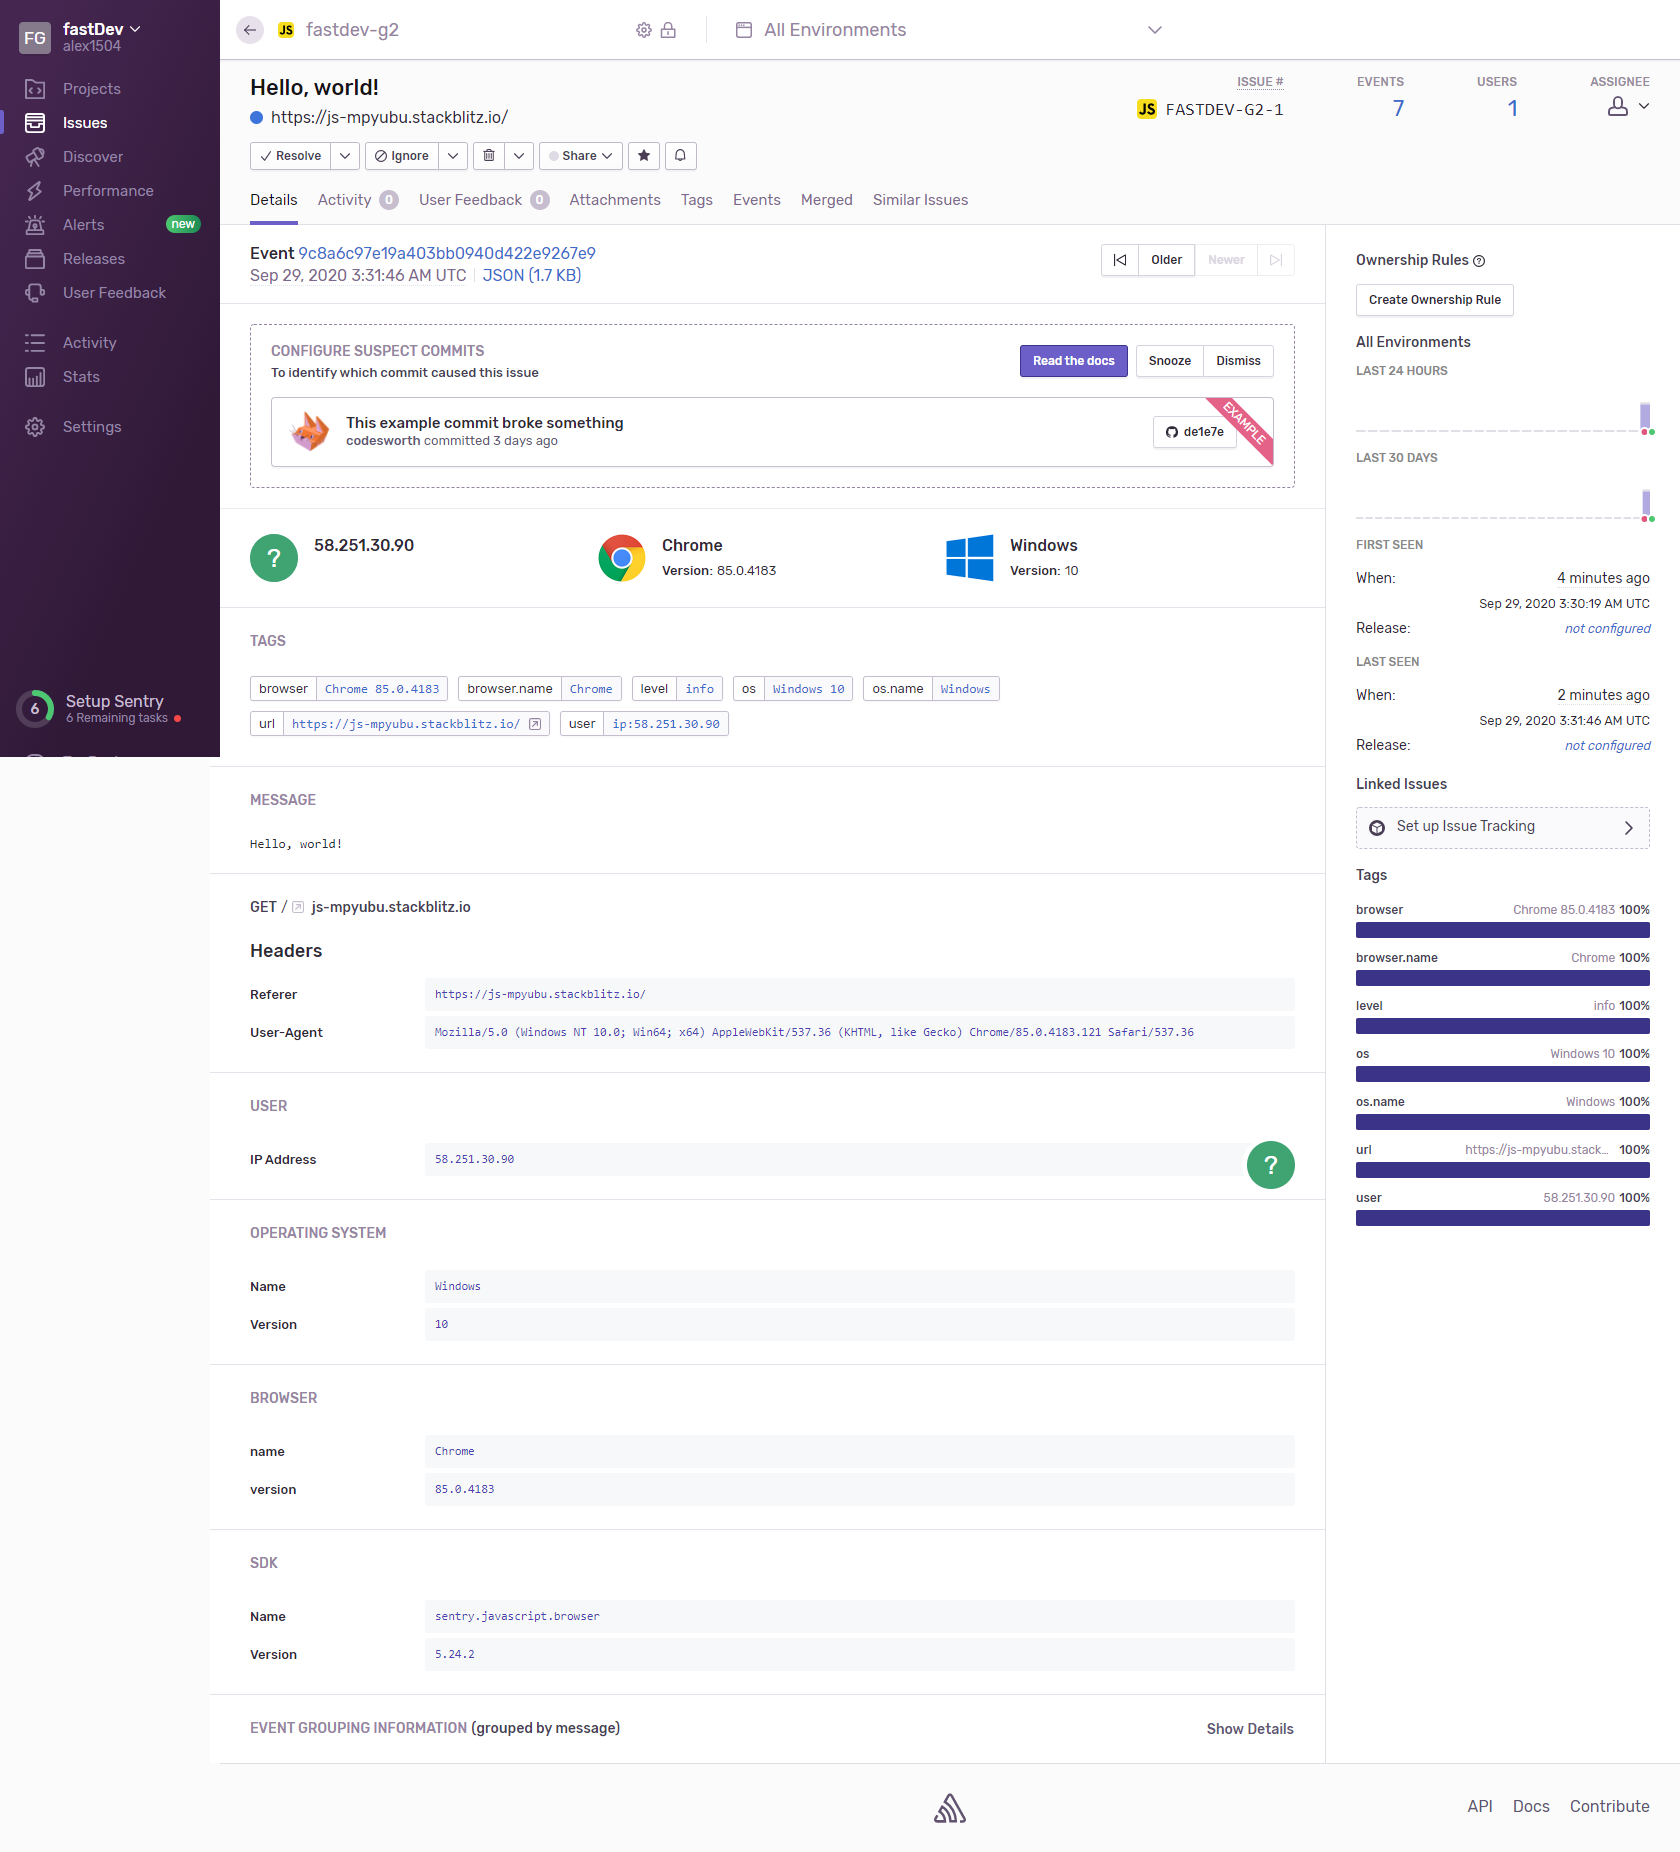 FG
fastDev
alex1504
Projects
Issues
Discover
Performance
Alerts new
Releases
User Feedback
Activity
Stats
Settings
6
Setup Sentry
6 Remaining tasks
JS fastdev-g2
All Environments
Hello, world!
https://js-mpyubu.stackblitz.io/
ISSUE #
JS FASTDEV-G2-1
EVENTS
7
USERS
1
ASSIGNEE
Resolve
Ignore
Share
Details Activity 0 User Feedback 0 Attachments Tags Events Merged Similar Issues
Event 9c8a6c97e19a403bb0940d422e9267e9
Sep 29, 2020 3:31:46 AM UTC JSON (1.7 KB)
Older Newer
CONFIGURE SUSPECT COMMITS
To identify which commit caused this issue
Read the docs Snooze Dismiss
This example commit broke something
codesworth committed 3 days ago
de1e7e
EXAMPLE
58.251.30.90
Chrome
Version: 85.0.4183
Windows
Version: 10
TAGS
browser Chrome 85.0.4183 browser.name Chrome level info os Windows 10 os.name Windows
url https://js-mpyubu.stackblitz.io/ user ip:58.251.30.90
MESSAGE
Hello, world!
GET / js-mpyubu.stackblitz.io
Headers
Referer https://js-mpyubu.stackblitz.io/
User-Agent Mozilla/5.0 (Windows NT 10.0; Win64; x64) AppleWebKit/537.36 (KHTML, like Gecko) Chrome/85.0.4183.121 Safari/537.36
USER
IP Address 58.251.30.90
?
OPERATING SYSTEM
Name Windows
Version 10
BROWSER
name Chrome
version 85.0.4183
SDK
Name sentry.javascript.browser
Version 5.24.2
EVENT GROUPING INFORMATION (grouped by message)
Show Details
Ownership Rules ?
Create Ownership Rule
All Environments
LAST 24 HOURS
LAST 30 DAYS
FIRST SEEN
When: 4 minutes ago
Sep 29, 2020 3:30:19 AM UTC
Release: not configured
LAST SEEN
When: 2 minutes ago
Sep 29, 2020 3:31:46 AM UTC
Release: not configured
Linked Issues
Set up Issue Tracking
Tags
browser Chrome 85.0.4183 100%
browser.name Chrome 100%
level info 100%
os Windows 10 100%
os.name Windows 100%
url https://js-mpyubu.stack... 100%
user 58.251.30.90 100%
API Docs Contribute